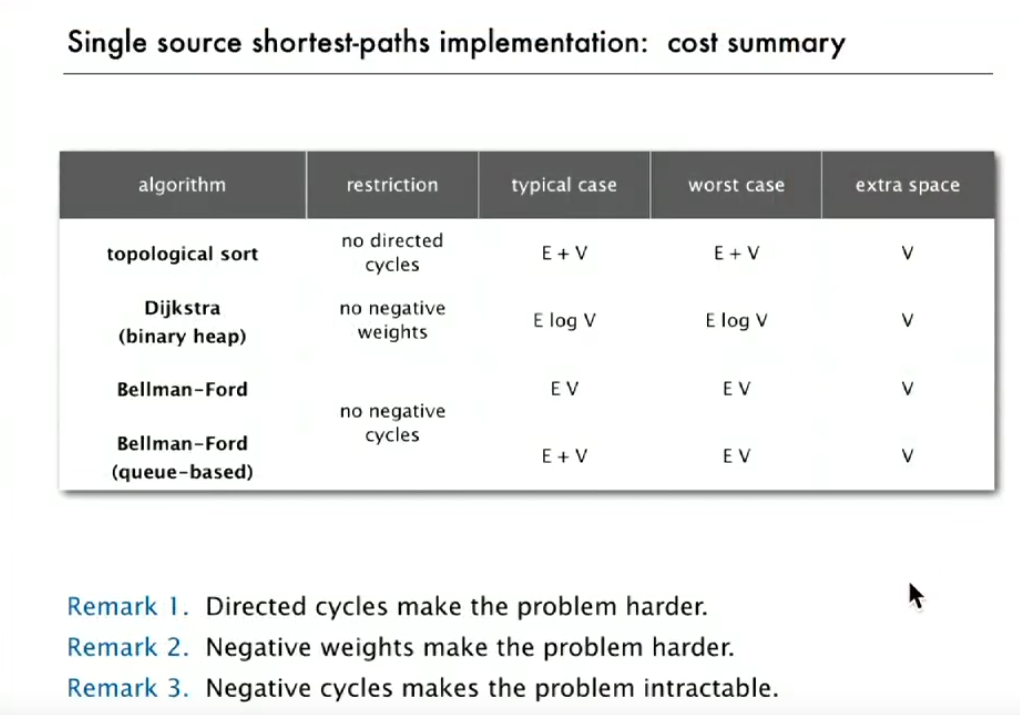 Single source shortest-paths implementation: cost summary
algorithm restriction typical case worst case extra space
topological sort no directed cycles E + V E + V V
Dijkstra (binary heap) no negative weights E log V E log V V
Bellman-Ford E V E V V
no negative cycles
Bellman-Ford (queue-based) E + V E V V
Remark 1. Directed cycles make the problem harder.
Remark 2. Negative weights make the problem harder.
Remark 3. Negative cycles makes the problem intractable.